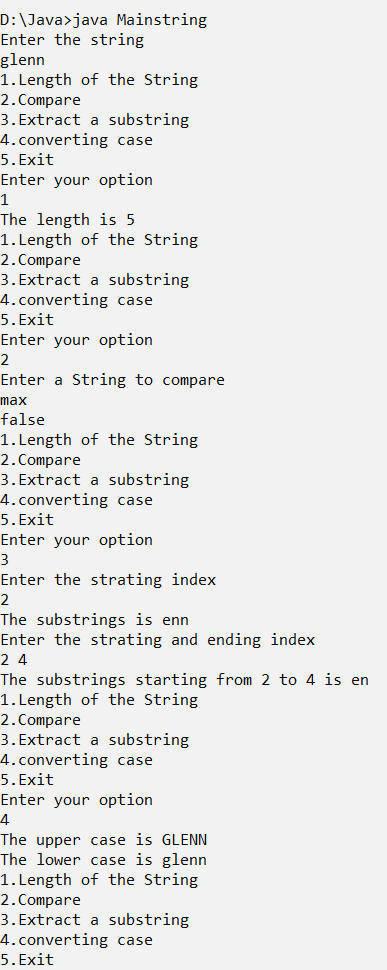 D:\Java>java Mainstring
Enter the string
glenn
1.Length of the String
2.Compare
3.Extract a substring
4.converting case
5.Exit
Enter your option
1
The length is 5
1.Length of the String
2.Compare
3.Extract a substring
4.converting case
5.Exit
Enter your option
2
Enter a String to compare
max
false
1.Length of the String
2.Compare
3.Extract a substring
4.converting case
5.Exit
Enter your option
3
Enter the strating index
2
The substrings is enn
Enter the strating and ending index
2 4
The substrings starting from 2 to 4 is en
1.Length of the String
2.Compare
3.Extract a substring
4.converting case
5.Exit
Enter your option
4
The upper case is GLENN
The lower case is glenn
1.Length of the String
2.Compare
3.Extract a substring
4.converting case
5.Exit